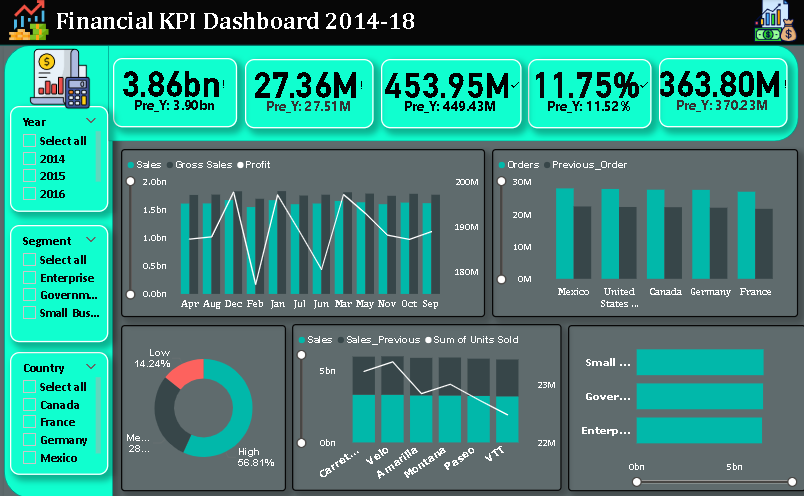 Financial KPI Dashboard 2014-18
3.86bn!
Pre_Y: 3.90bn
27.36M!
Pre_Y: 27.51M
453.95M✓
Pre_Y: 449.43M
11.75%✓
Pre_Y: 11.52%
363.80M!
Pre_Y: 370.23M
Year
Select all
2014
2015
2016
Segment
Select all
Enterprise
Governm...
Small Bus...
Country
Select all
Canada
France
Germany
Mexico
Sales Gross Sales Profit
2.0bn
1.5bn
1.0bn
0.5bn
0.0bn
200M
190M
180M
Apr Aug Dec Feb Jan Jul Jun Mar May Nov Oct Sep
Orders Previous_Order
30M
20M
10M
0M
Mexico United States ... Canada Germany France
Low
14.24%
Me...
28....
High
56.81%
Sales Sales_Previous Sum of Units Sold
5bn
0bn
23M
22M
Carret... Velo Amarilla Montana Paseo VTT
Small ...
Gover...
Enterp...
0bn 5bn